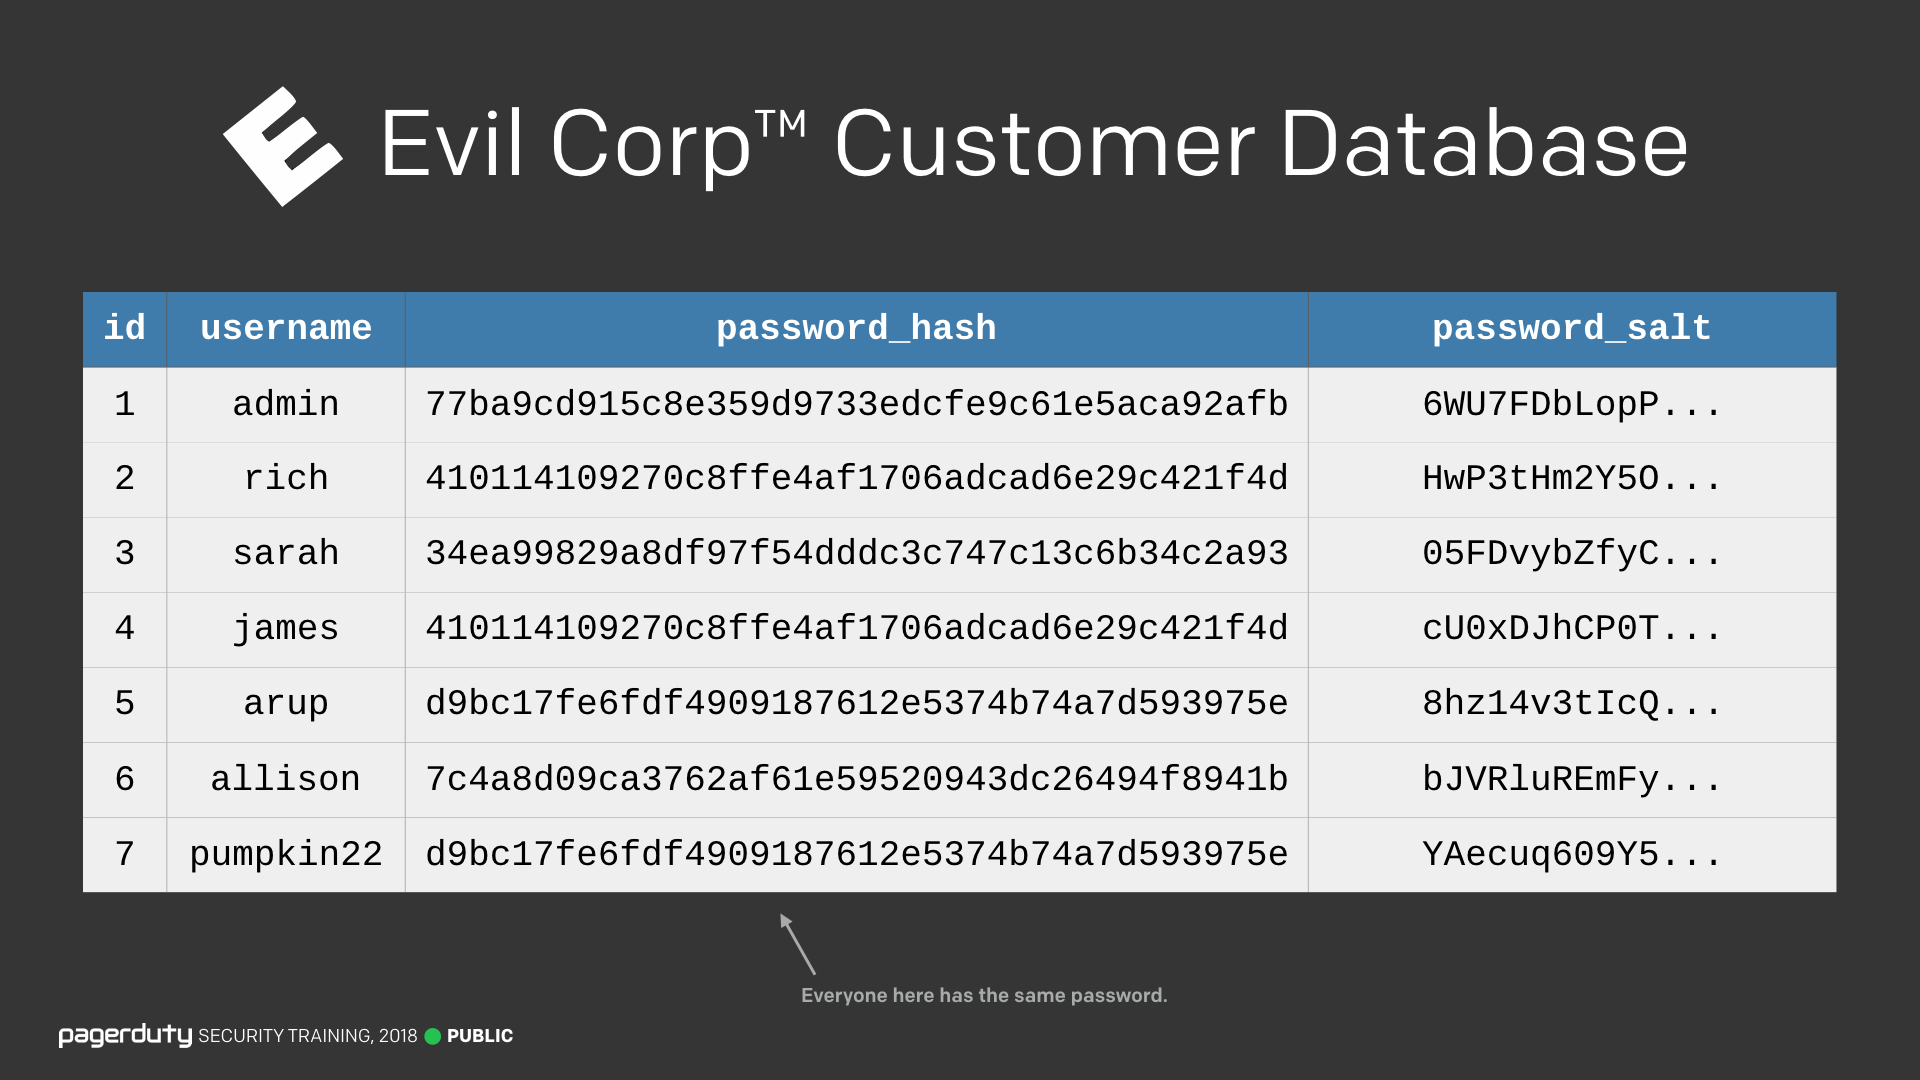 Evil Corp™ Customer Database
id username password_hash password_salt
1 admin 77ba9cd915c8e359d9733edcfe9c61e5aca92afb 6WU7FDbLopP...
2 rich 410114109270c8ffe4af1706adcad6e29c421f4d HwP3tHm2Y5O...
3 sarah 34ea99829a8df97f54dddc3c747c13c6b34c2a93 05FDvybZfyC...
4 james 410114109270c8ffe4af1706adcad6e29c421f4d cU0xDJhCP0T...
5 arup d9bc17fe6fdf4909187612e5374b74a7d593975e 8hz14v3tIcQ...
6 allison 7c4a8d09ca3762af61e59520943dc26494f8941b bJVRluREmFy...
7 pumpkin22 d9bc17fe6fdf4909187612e5374b74a7d593975e YAecuq609Y5...
Everyone here has the same password.
pagerduty SECURITY TRAINING, 2018 PUBLIC